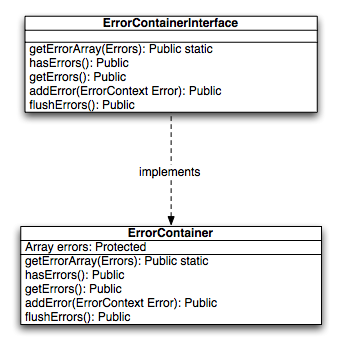 ErrorContainerInterface
getErrorArray(Errors): Public static
hasErrors(): Public
getErrors(): Public
addError(ErrorContext Error): Public
flushErrors(): Public
implements
ErrorContainer
Array errors: Protected
getErrorArray(Errors): Public static
hasErrors(): Public
getErrors(): Public
addError(ErrorContext Error): Public
flushErrors(): Public